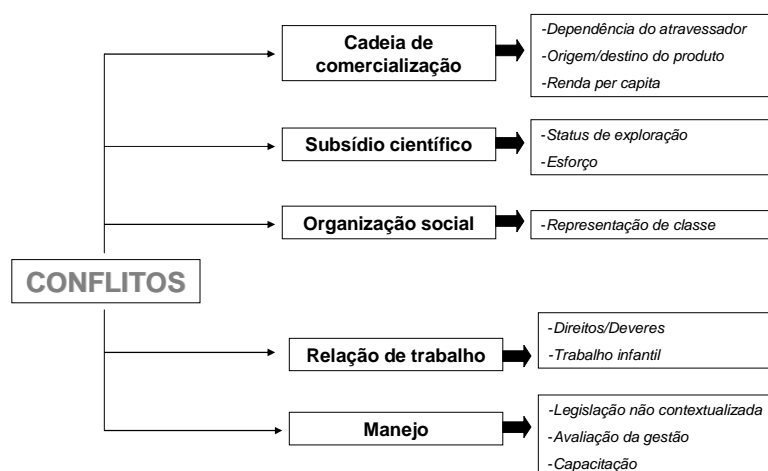 Cadeia de
comercialização
-Dependência do atravessador
-Origem/destino do produto
-Renda per capita
Subsídio científico
-Status de exploração
-Esforço
Organização social
-Representação de classe
CONFLITOS
Relação de trabalho
-Direitos/Deveres
-Trabalho infantil
Manejo
-Legislação não contextualizada
-Avaliação da gestão
-Capacitação